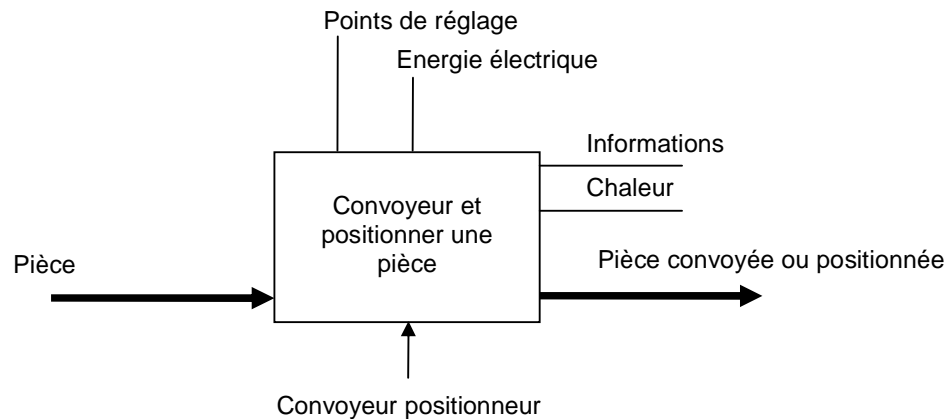 Points de réglage
Energie électrique
Informations
Chaleur
Convoyeur et
positionner une
pièce
Pièce
Pièce convoyée ou positionnée
Convoyeur positionneur